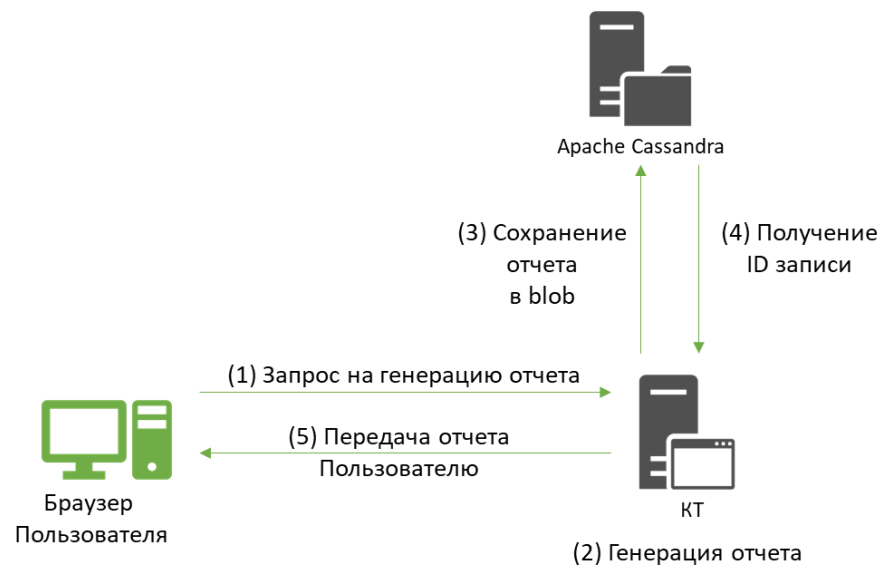 Apache Cassandra
(3) Сохранение
отчета
в blob
(4) Получение
ID записи
(1) Запрос на генерацию отчета
(5) Передача отчета
Пользователю
Браузер
Пользователя
КТ
(2) Генерация отчета